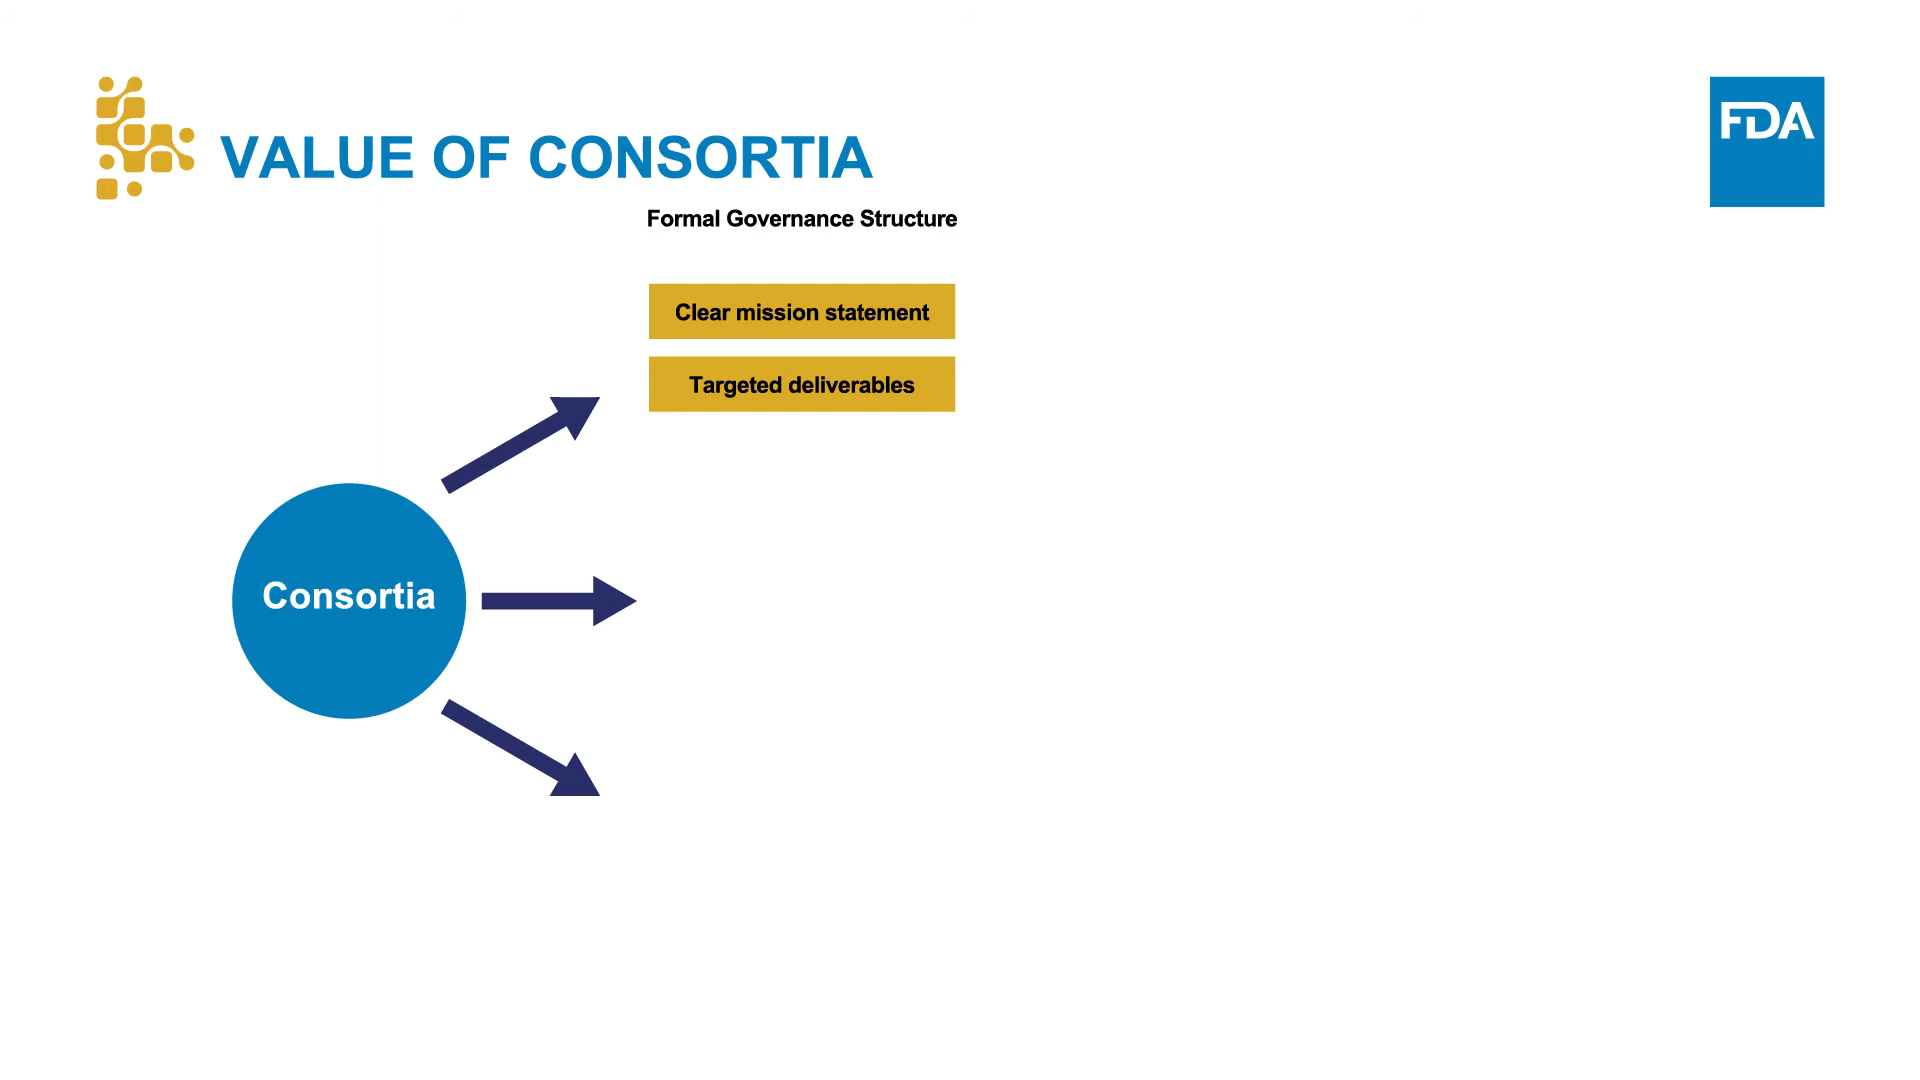 FDA
VALUE OF CONSORTIA
Formal Governance Structure
Clear mission statement
Targeted deliverables
Consortia